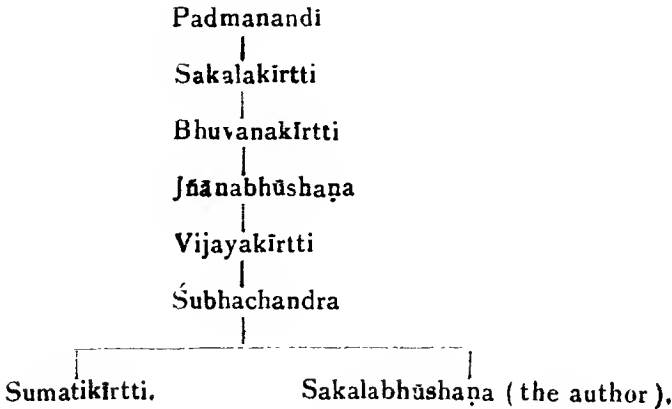 Padmanandi
Sakalakīrtti
Bhuvanakīrtti
Jñānabhūshaṇa
Vijayakīrtti
Śubhachandra
Sumatikīrtti. Sakalabhūshaṇa ( the author ).